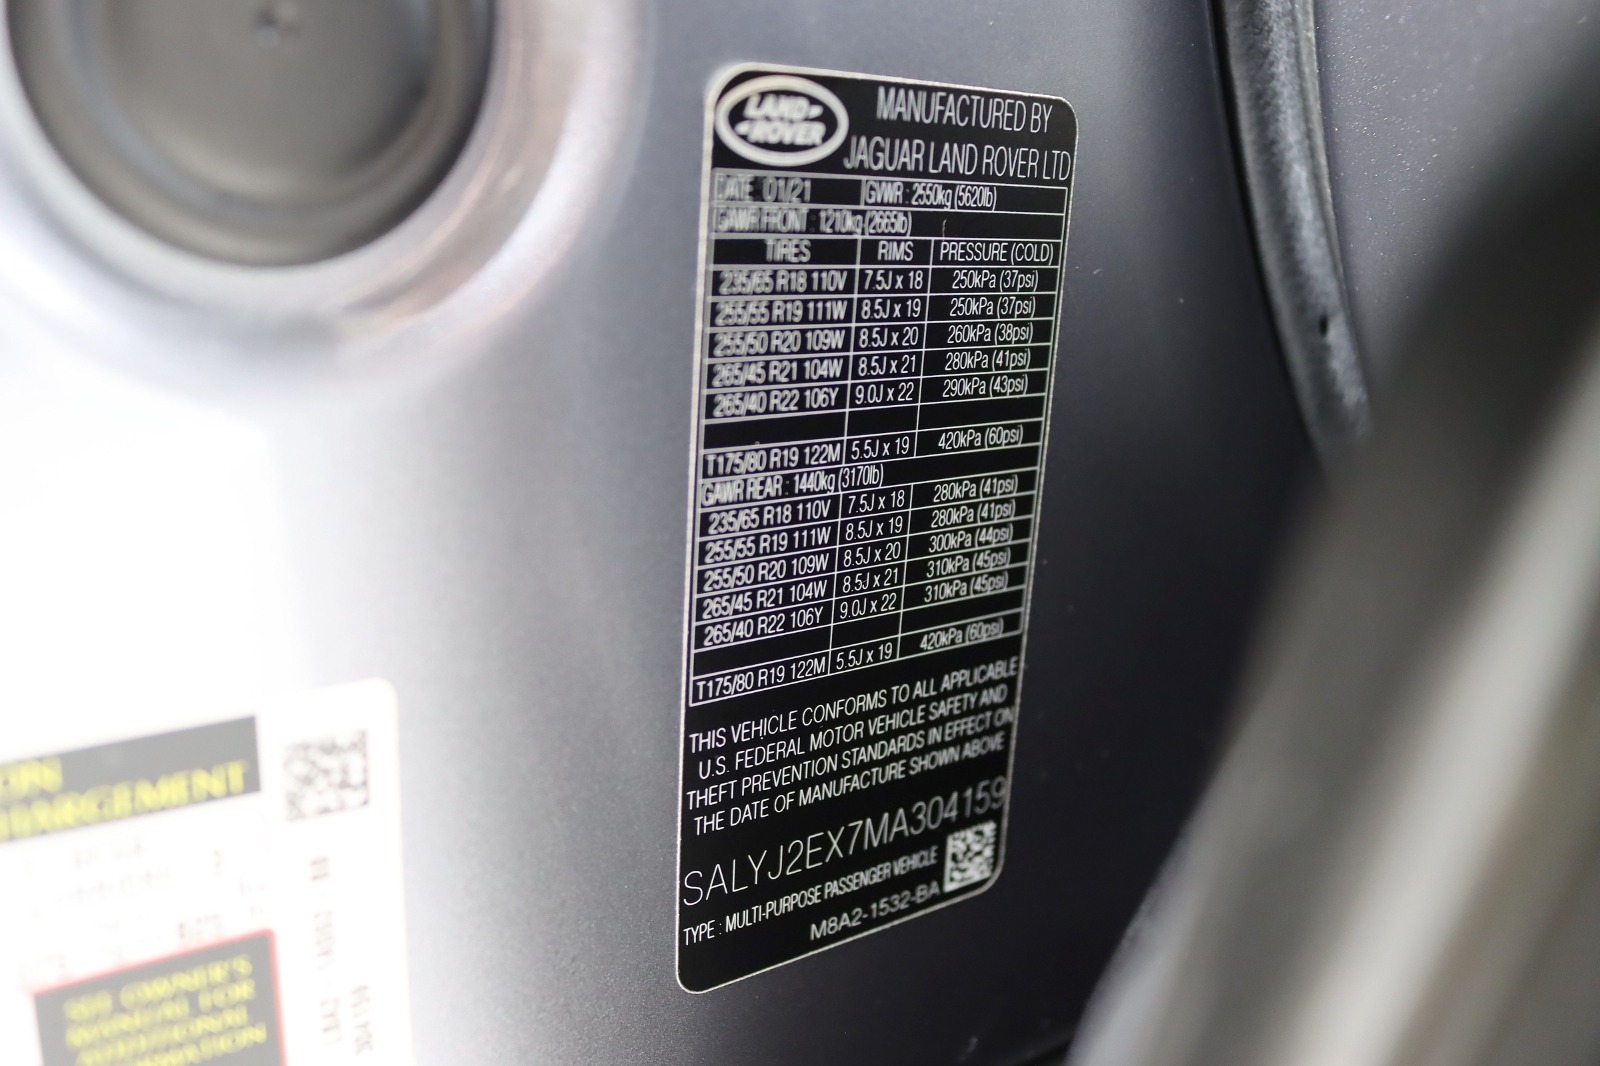 LAND-
-ROVER
MANUFACTURED BY
JAGUAR LAND ROVER LTD
DATE 01/21 GVWR : 2550kg (5620lb)
GAWR FRONT : 1210kg (2665lb)
TIRES RIMS PRESSURE (COLD)
235/65 R18 110V 7.5J x 18 250kPa (37psi)
255/55 R19 111W 8.5J x 19 250kPa (37psi)
255/50 R20 109W 8.5J x 20 260kPa (38psi)
265/45 R21 104W 8.5J x 21 280kPa (41psi)
265/40 R22 106Y 9.0J x 22 290kPa (43psi)
T175/80 R19 122M 5.5J x 19 420kPa (60psi)
GAWR REAR : 1440kg (3170lb)
235/65 R18 110V 7.5J x 18 280kPa (41psi)
255/55 R19 111W 8.5J x 19 280kPa (41psi)
255/50 R20 109W 8.5J x 20 300kPa (44psi)
265/45 R21 104W 8.5J x 21 310kPa (45psi)
265/40 R22 106Y 9.0J x 22 310kPa (45psi)
T175/80 R19 122M 5.5J x 19 420kPa (60psi)
THIS VEHICLE CONFORMS TO ALL APPLICABLE
U.S. FEDERAL MOTOR VEHICLE SAFETY AND
THEFT PREVENTION STANDARDS IN EFFECT ON
THE DATE OF MANUFACTURE SHOWN ABOVE
SALYJ2EX7MA304159
TYPE : MULTI-PURPOSE PASSENGER VEHICLE
M8A2-1532-BA
ON
HARGEMENT
SEE OWNER'S
MANUAL FOR
ADDITIONAL
304159